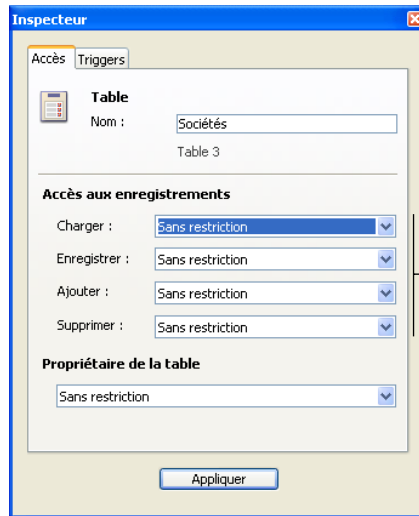 Inspecteur
Accès Triggers
Table
Nom : Sociétés
Table 3
Accès aux enregistrements
Charger : Sans restriction
Enregistrer : Sans restriction
Ajouter : Sans restriction
Supprimer : Sans restriction
Propriétaire de la table
Sans restriction
Appliquer